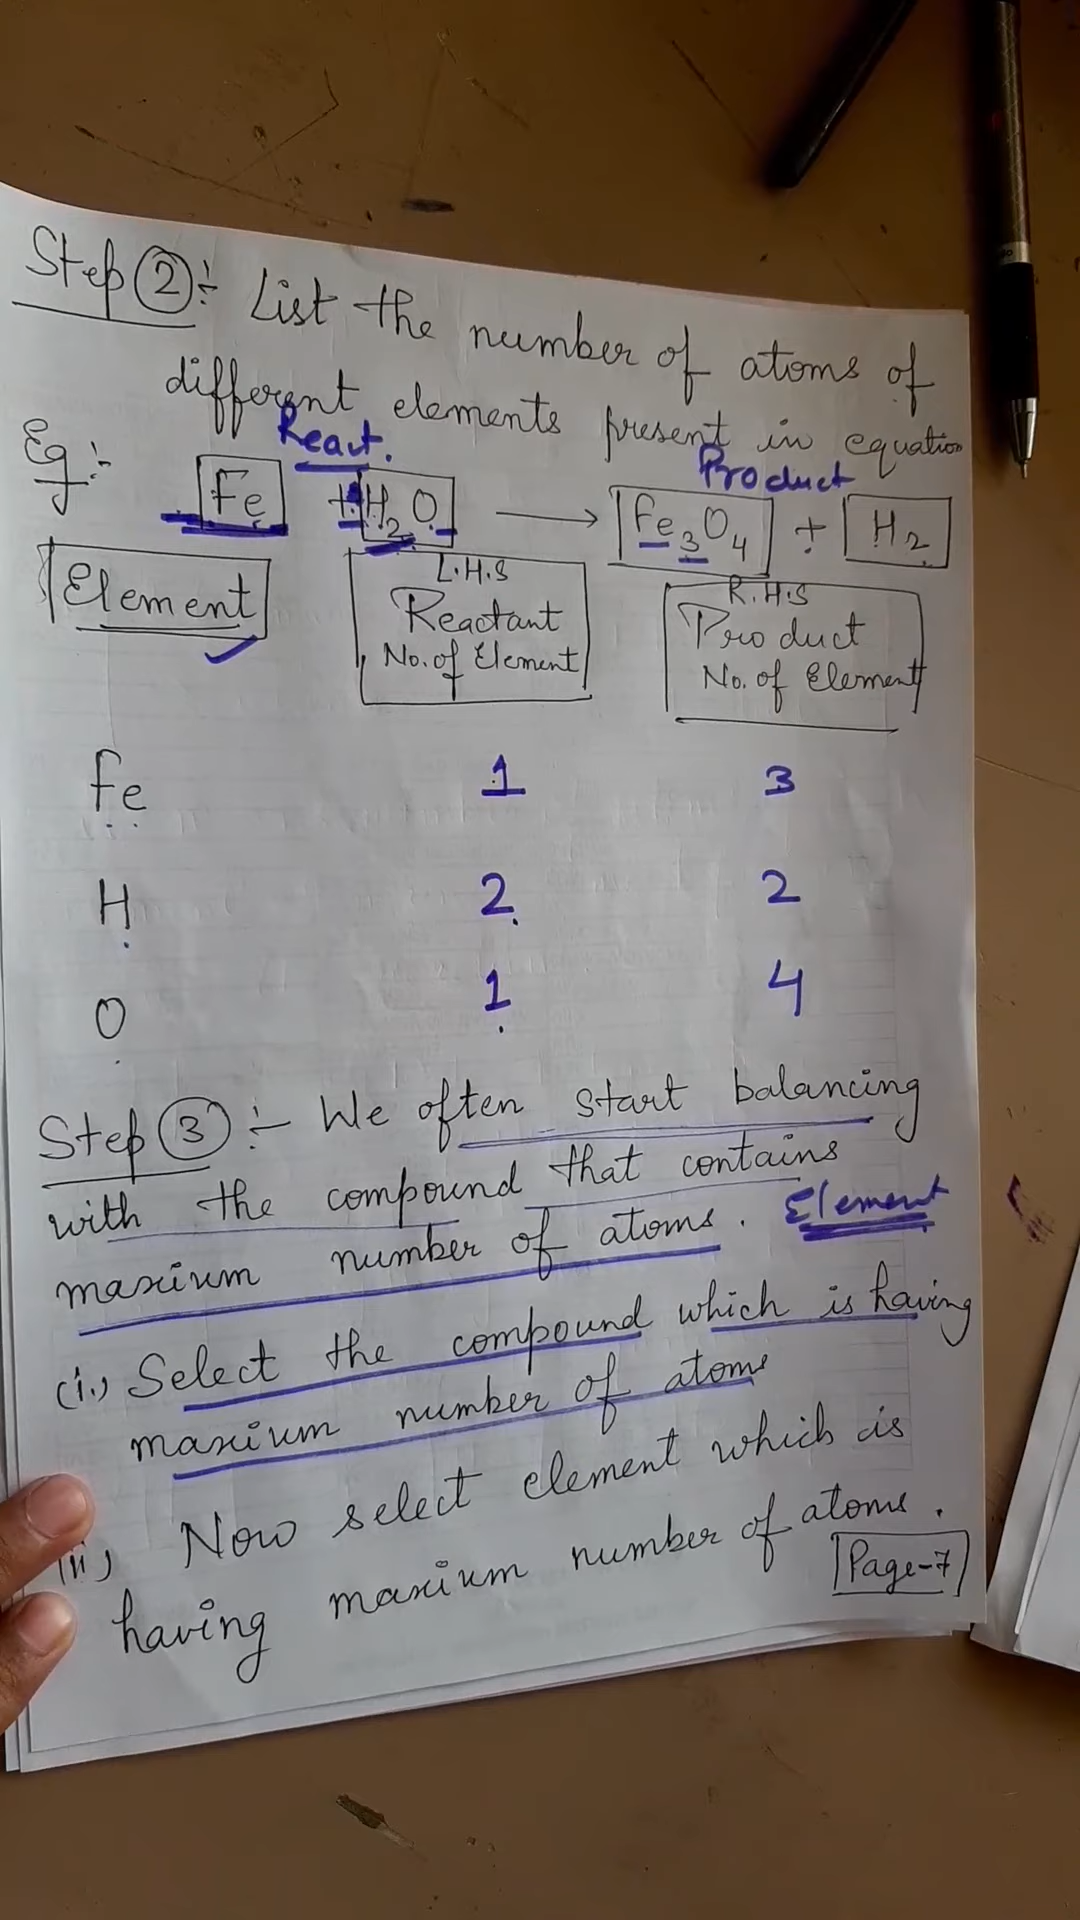 Step 2 :- List the number of atoms of
different elements present in equation
React. Product
Eg :- Fe + H2O → Fe3O4 + H2
Element
L.H.S
Reactant
No. of Element
R.H.S
Product
No. of Element
Fe 1 3
H 2 2
O 1 4
Step 3 :- We often start balancing
with the compound that contains
maxium number of atoms. Element
(i.) Select the compound which is having
maxium number of atoms
(ii) Now select element which is
having maxium number of atoms.
Page-7